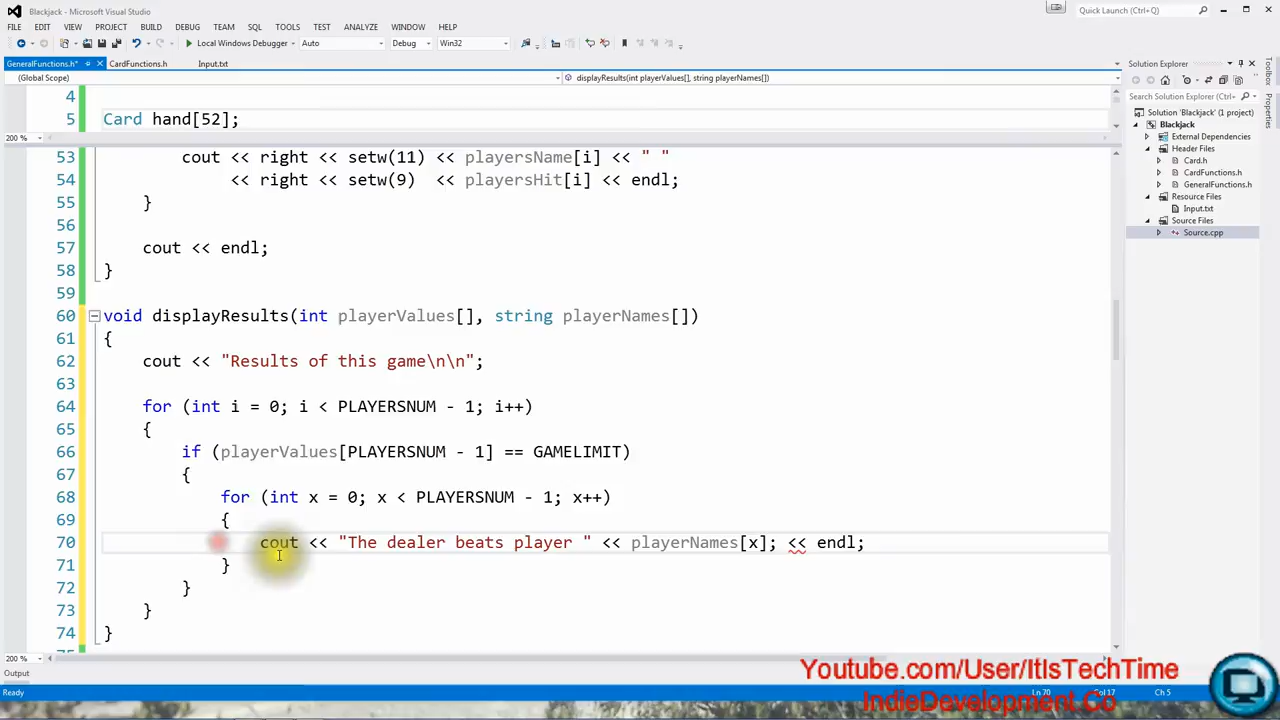 Blackjack - Microsoft Visual Studio
Quick Launch (Ctrl+Q)
FILE EDIT VIEW PROJECT BUILD DEBUG TEAM SQL TOOLS TEST ANALYZE WINDOW HELP
Local Windows Debugger Auto Debug Win32
GeneralFunctions.h* CardFunctions.h Input.txt
(Global Scope) displayResults(int playerValues[], string playerNames[])
4
5 Card hand[52];
200 %
53 cout << right << setw(11) << playersName[i] << " "
54 << right << setw(9) << playersHit[i] << endl;
55 }
56
57 cout << endl;
58 }
59
60 void displayResults(int playerValues[], string playerNames[])
61 {
62 cout << "Results of this game\n\n";
63
64 for (int i = 0; i < PLAYERSNUM - 1; i++)
65 {
66 if (playerValues[PLAYERSNUM - 1] == GAMELIMIT)
67 {
68 for (int x = 0; x < PLAYERSNUM - 1; x++)
69 {
70 cout << "The dealer beats player " << playerNames[x]; << endl;
71 }
72 }
73 }
74 }
200 %
Output
Ready Ln 70 Col 17 Ch 5
Solution Explorer
Search Solution Explorer (Ctrl+
Solution 'Blackjack' (1 project)
Blackjack
External Dependencies
Header Files
Card.h
CardFunctions.h
GeneralFunctions.h
Resource Files
Input.txt
Source Files
Source.cpp
Toolbox
Properties
Youtube.com/User/ItIsTechTime
IndieDevelopment Co